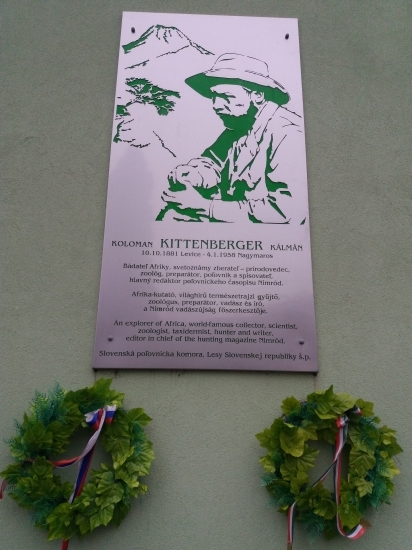 KOLOMAN KITTENBERGER KÁLMÁN
10.10.1881 Levice - 4.1.1958 Nagymaros
Bádateľ Afriky, svetoznámy zberateľ - prírodovedec,
zoológ, preparátor, poľovník a spisovateľ,
hlavný redaktor poľovníckeho časopisu Nimród.
Afrika-kutató, világhírű természetrajzi gyűjtő,
zoológus, preparátor, vadász és író,
a Nimród vadászújság főszerkesztője.
An explorer of Africa, world-famous collector, scientist,
zoologist, taxidermist, hunter and writer,
editor in chief of the hunting magazine Nimród.
Slovenská poľovnícka komora, Lesy Slovenskej republiky š.p.